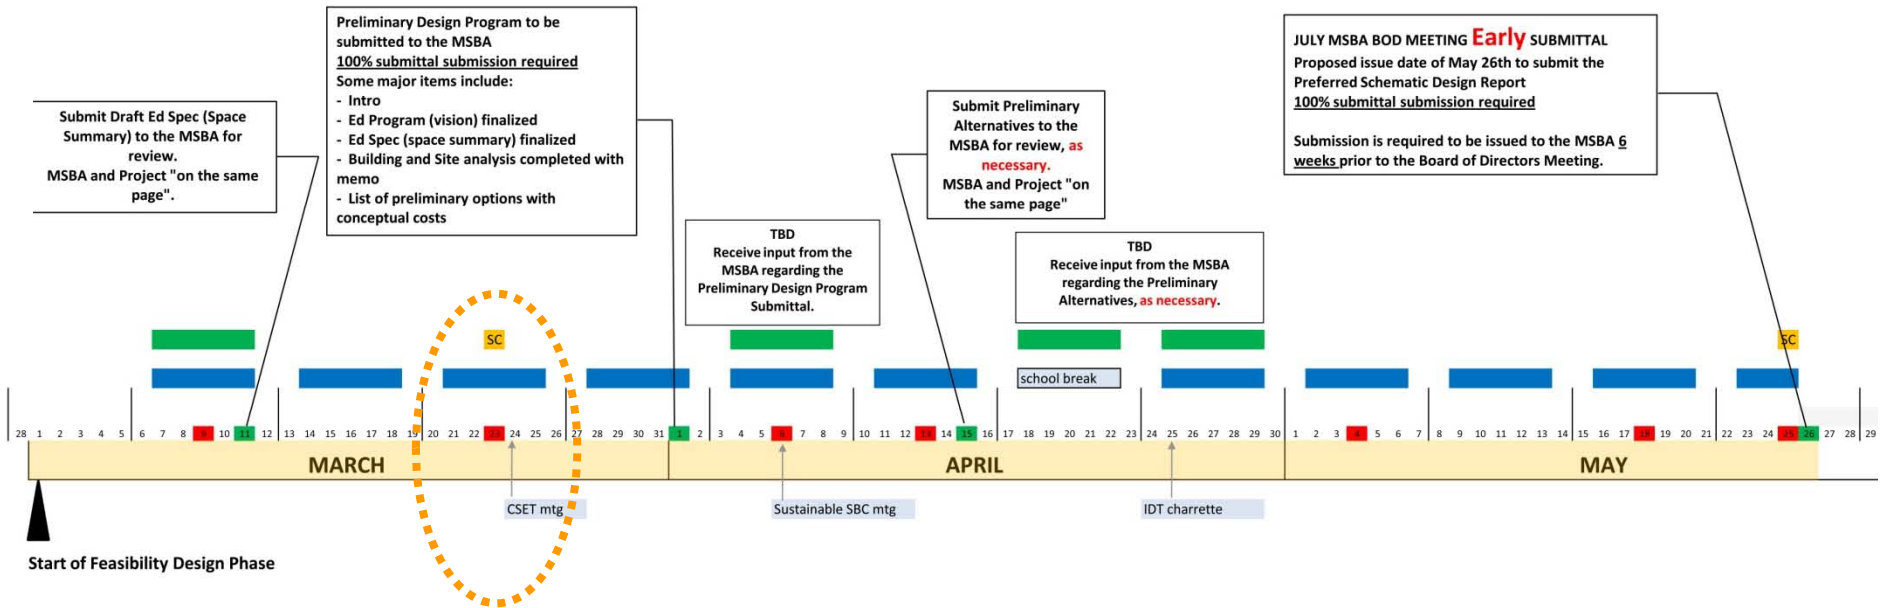 Submit Draft Ed Spec (Space
Summary) to the MSBA for
review.
MSBA and Project "on the same
page".
Preliminary Design Program to be
submitted to the MSBA
100% submittal submission required
Some major items include:
- Intro
- Ed Program (vision) finalized
- Ed Spec (space summary) finalized
- Building and Site analysis completed with
memo
- List of preliminary options with
conceptual costs
TBD
Receive input from the
MSBA regarding the
Preliminary Design Program
Submittal.
Submit Preliminary
Alternatives to the
MSBA for review, as
necessary.
MSBA and Project "on
the same page"
TBD
Receive input from the MSBA
regarding the Preliminary
Alternatives, as necessary.
JULY MSBA BOD MEETING Early SUBMITTAL
Proposed issue date of May 26th to submit the
Preferred Schematic Design Report
100% submittal submission required
Submission is required to be issued to the MSBA 6
weeks prior to the Board of Directors Meeting.
SC
SC
school break
28 1 2 3 4 5 6 7 8 9 10 11 12 13 14 15 16 17 18 19 20 21 22 23 24 25 26 27 28 29 30 31 1 2 3 4 5 6 7 8 9 10 11 12 13 14 15 16 17 18 19 20 21 22 23 24 25 26 27 28 29 30 1 2 3 4 5 6 7 8 9 10 11 12 13 14 15 16 17 18 19 20 21 22 23 24 25 26 27 28 29
MARCH
APRIL
MAY
CSET mtg
Sustainable SBC mtg
IDT charrette
Start of Feasibility Design Phase